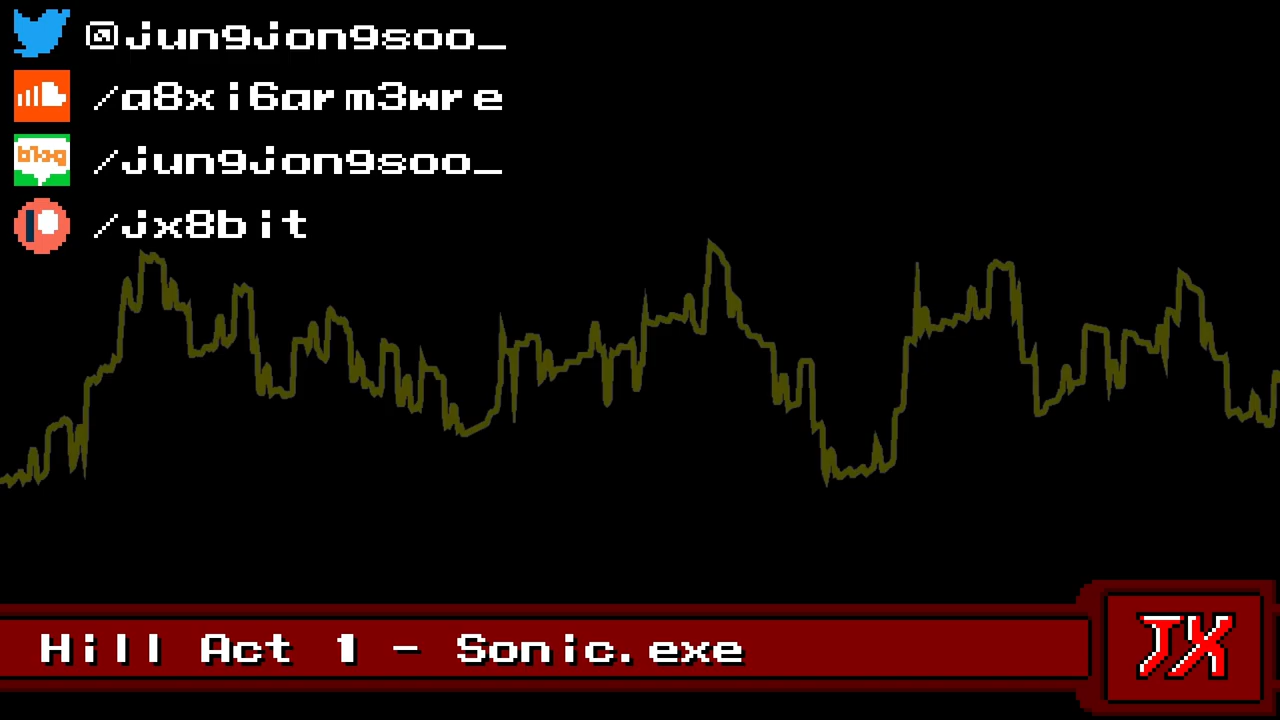 @jun9jon9soo_
/a8xi6arm3wre
blog
/jun9jon9soo_
/jx8bit
Hill Act 1 - Sonic.exe
JX